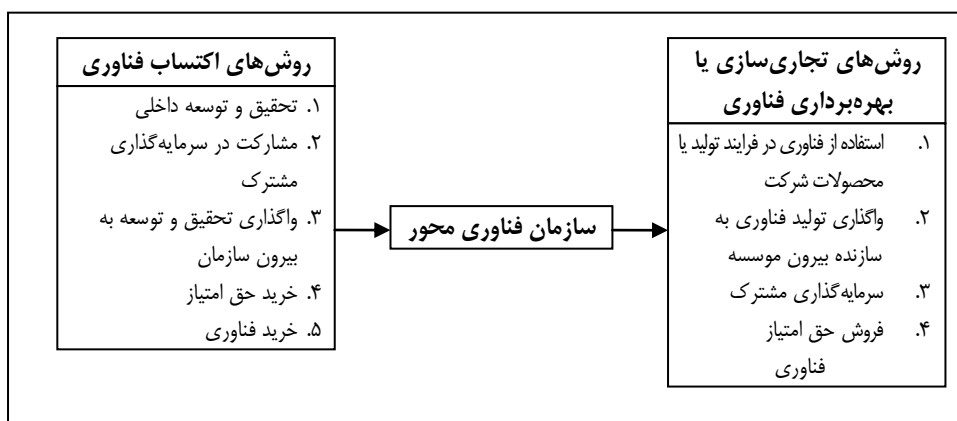 روش‌های اکتساب فناوری
۱. تحقیق و توسعه داخلی
۲. مشارکت در سرمایه‌گذاری
مشترک
۳. واگذاری تحقیق و توسعه به
بیرون سازمان
۴. خرید حق امتیاز
۵. خرید فناوری
سازمان فناوری محور
روش‌های تجاری‌سازی یا
بهره‌برداری فناوری
۱. استفاده از فناوری در فرایند تولید یا
محصولات شرکت
۲. واگذاری تولید فناوری به
سازنده بیرون موسسه
۳. سرمایه‌گذاری مشترک
۴. فروش حق امتیاز
فناوری